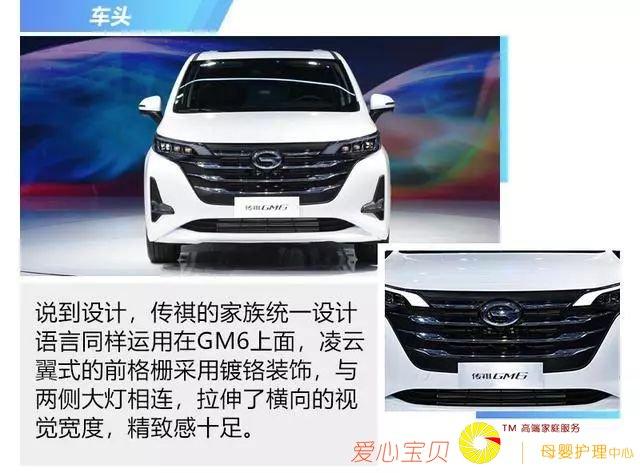 车头
传祺GM6
传祺GM6
说到设计，传祺的家族统一设计
语言同样运用在GM6上面，凌云
翼式的前格栅采用镀铬装饰，与
两侧大灯相连，拉伸了横向的视
觉宽度，精致感十足。
TM 高端家庭服务
爱心宝贝
母婴护理中心